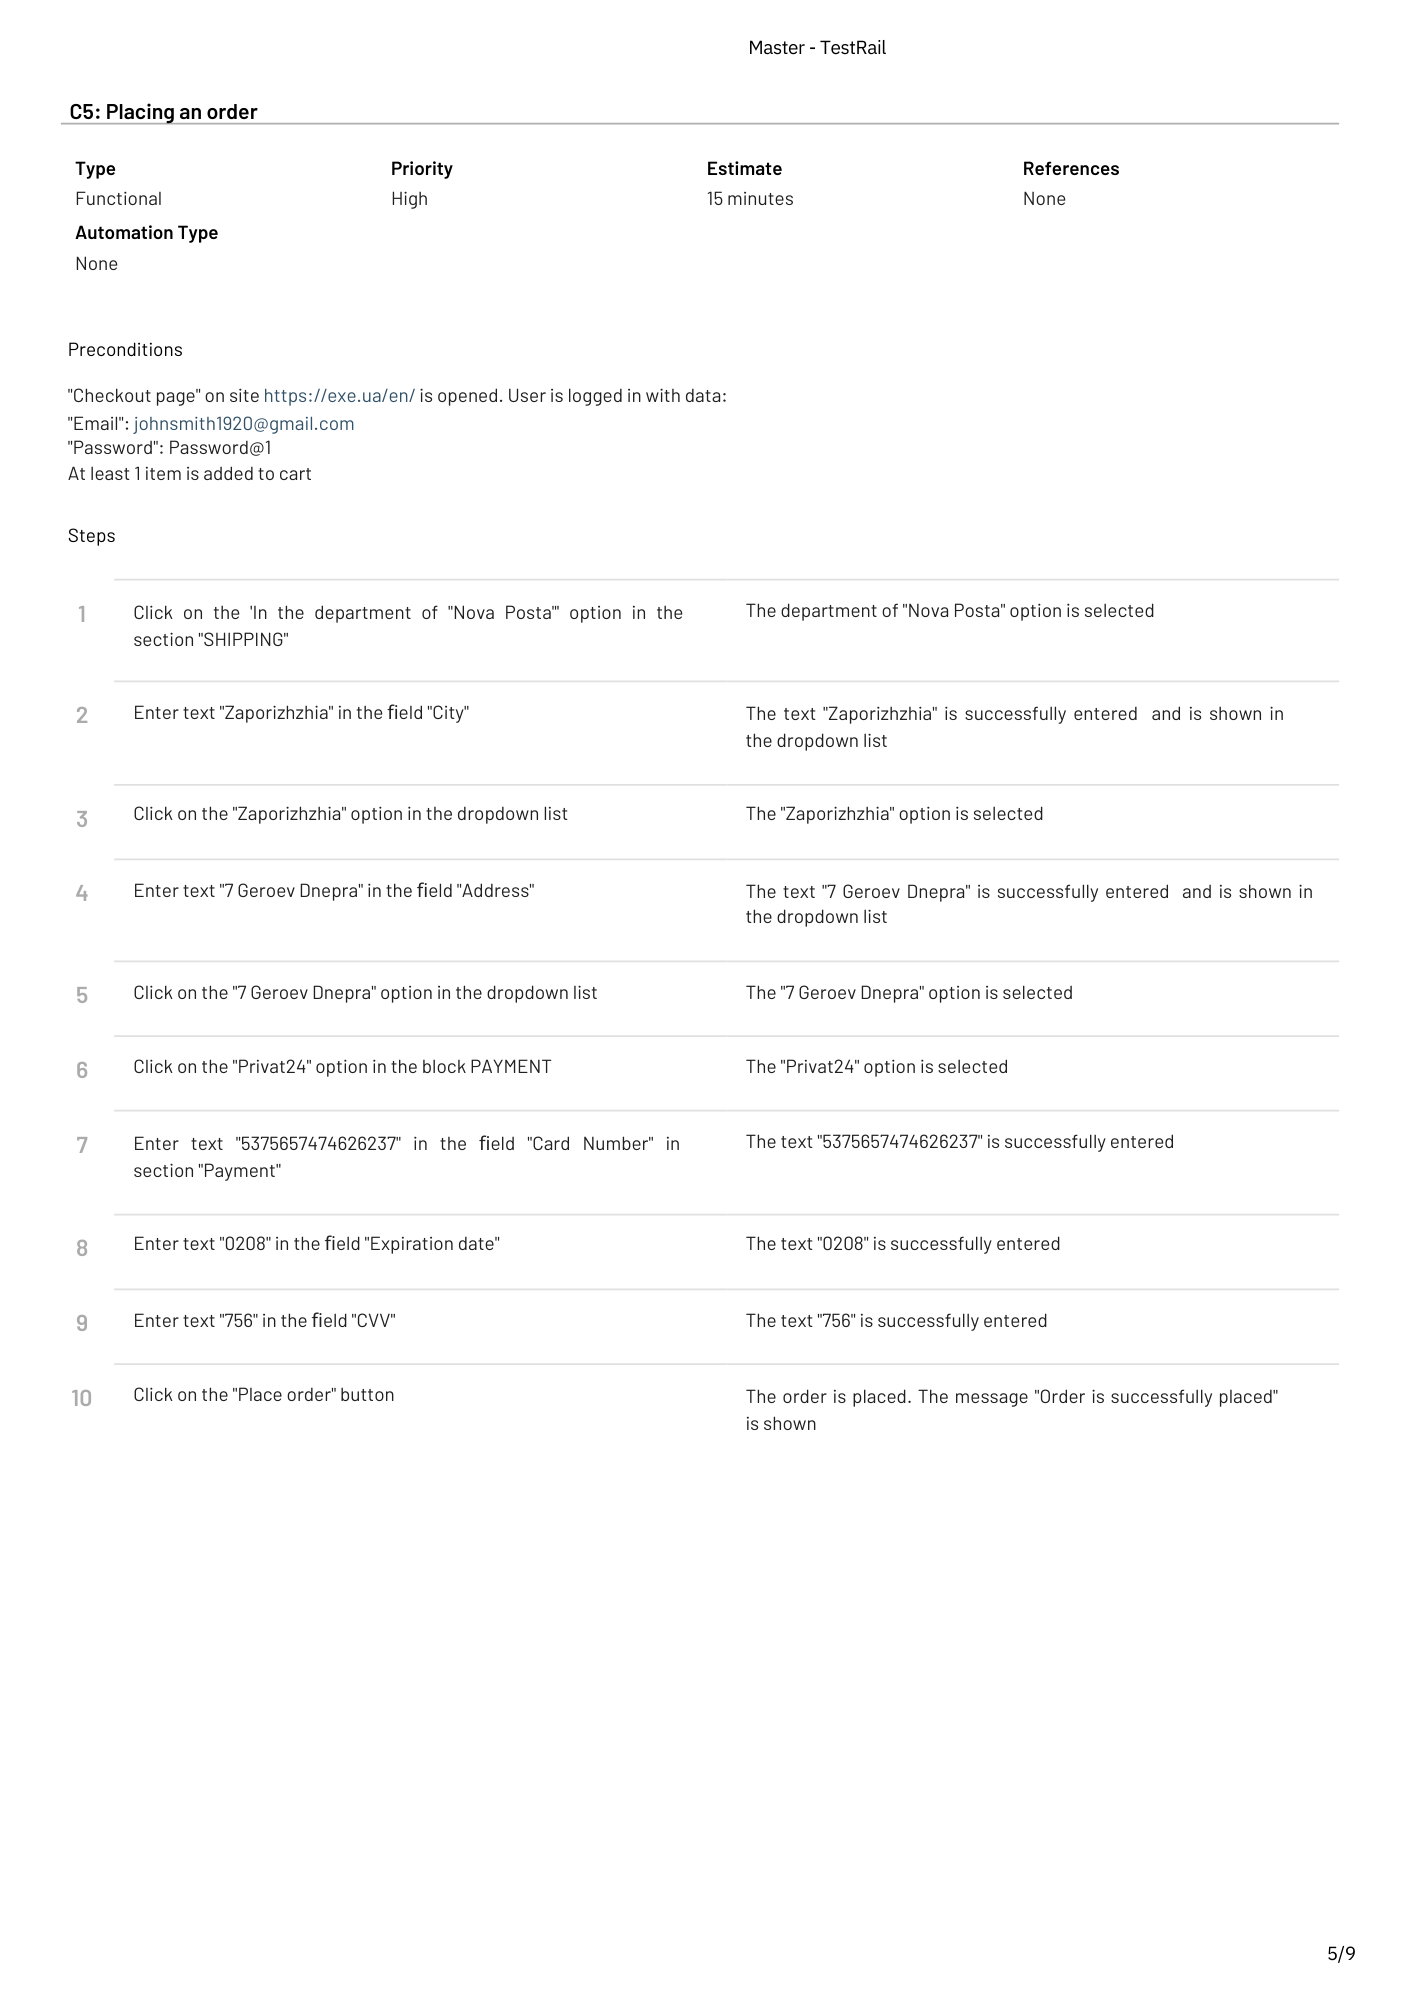 Master - TestRail
C5: Placing an order
Type Priority Estimate References
Functional High 15 minutes None
Automation Type
None
Preconditions
"Checkout page" on site https://exe.ua/en/ is opened. User is logged in with data:
"Email": johnsmith1920@gmail.com
"Password": Password@1
At least 1 item is added to cart
Steps
1 Click on the 'In the department of "Nova Posta"' option in the
section "SHIPPING"
The department of "Nova Posta" option is selected
2 Enter text "Zaporizhzhia" in the field "City"
The text "Zaporizhzhia" is successfully entered and is shown in
the dropdown list
3 Click on the "Zaporizhzhia" option in the dropdown list
The "Zaporizhzhia" option is selected
4 Enter text "7 Geroev Dnepra" in the field "Address"
The text "7 Geroev Dnepra" is successfully entered and is shown in
the dropdown list
5 Click on the "7 Geroev Dnepra" option in the dropdown list
The "7 Geroev Dnepra" option is selected
6 Click on the "Privat24" option in the block PAYMENT
The "Privat24" option is selected
7 Enter text "5375657474626237" in the field "Card Number" in
section "Payment"
The text "5375657474626237" is successfully entered
8 Enter text "0208" in the field "Expiration date"
The text "0208" is successfully entered
9 Enter text "756" in the field "CVV"
The text "756" is successfully entered
10 Click on the "Place order" button
The order is placed. The message "Order is successfully placed"
is shown
5/9